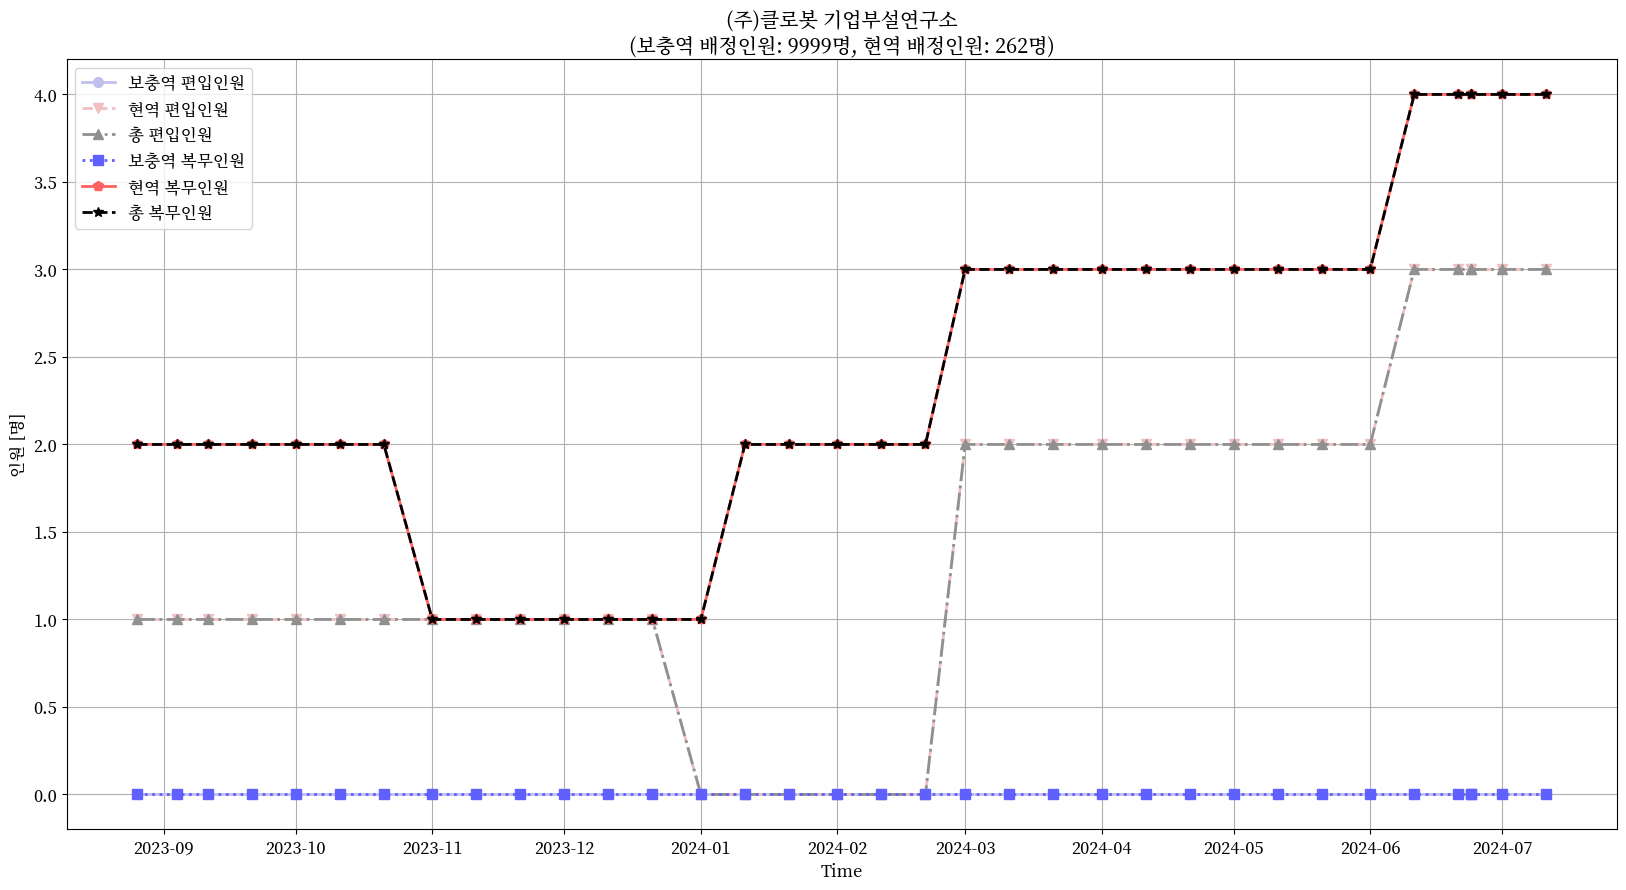 (주)클로봇 기업부설연구소
(보충역 배정인원: 9999명, 현역 배정인원: 262명)
보충역 편입인원
현역 편입인원
총 편입인원
보충역 복무인원
현역 복무인원
총 복무인원
인원 [명]
4.0
3.5
3.0
2.5
2.0
1.5
1.0
0.5
0.0
2023-09 2023-10 2023-11 2023-12 2024-01 2024-02 2024-03 2024-04 2024-05 2024-06 2024-07
Time